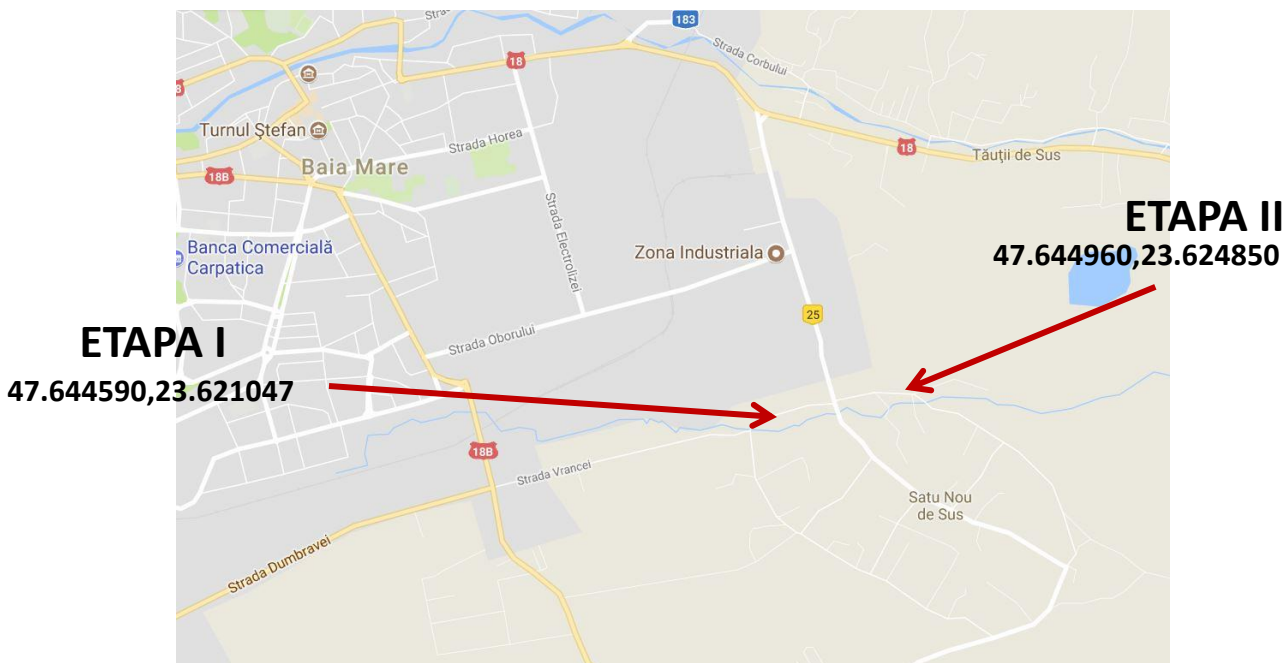 Stra
183
Strada Corbului
18
8
Turnul Ștefan
Strada Horea
18
Tăuții de Sus
Baia Mare
18B
ETAPA II
47.644960,23.624850
Strada Electrolizei
Banca Comercială
Carpatica
Zona Industriala
25
ETAPA I
47.644590,23.621047
Strada Oborului
18B
Strada Vrancei
Satu Nou
de Sus
Strada Dumbravei